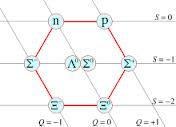 n p S = 0
Σ⁻ Λ⁰ Σ⁰ Σ⁺ S = −1
Ξ⁻ Ξ⁰ S = −2
Q = −1 Q = 0 Q = +1